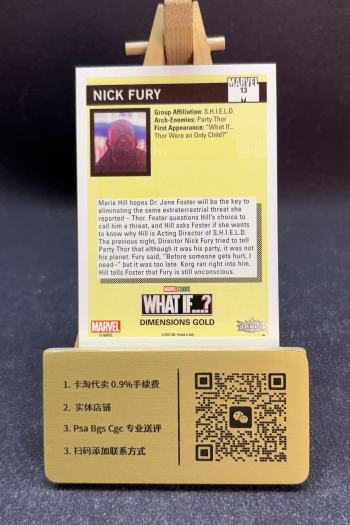 NICK FURY
MARVEL
13
Group Affiliation: S.H.I.E.L.D.
Arch-Enemies: Party Thor
First Appearance: "What If...
Thor Were an Only Child?"
Maria Hill hopes Dr. Jane Foster will be the key to
eliminating the same extraterrestrial threat she
reported – Thor. Foster questions Hill's choice to
call him a threat, and Hill asks Foster if she wants
to know why Hill is Acting Director of S.H.I.E.L.D.
The previous night, Director Nick Fury tried to tell
Party Thor that although it was his party, it was not
his planet. Fury said, "Before someone gets hurt, I
need–" but it was too late. Korg ran right into him.
Hill tells Foster that Fury is still unconscious.
MARVEL STUDIOS
WHAT IF...?
DIMENSIONS GOLD
MARVEL
© MARVEL
1. 卡淘代卖 0.9%手续费
2. 实体店铺
3. Psa Bgs Cgc 专业送评
3. 扫码添加联系方式